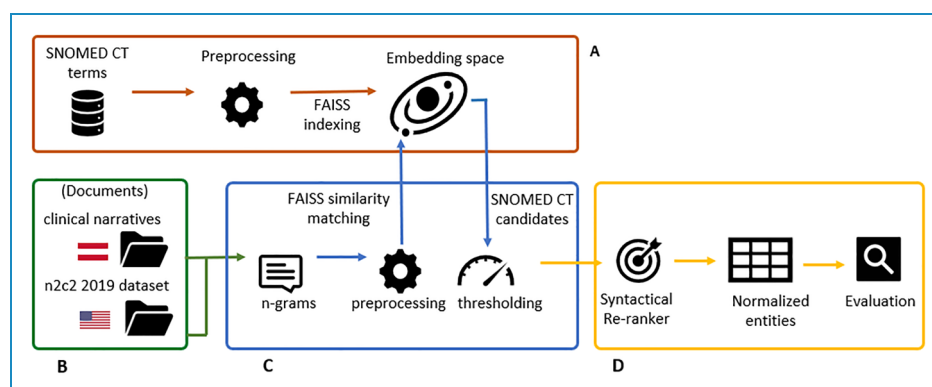 SNOMED CT
terms
Preprocessing
FAISS
indexing
Embedding space
A
(Documents)
clinical narratives
n2c2 2019 dataset
B
FAISS similarity
matching
SNOMED CT
candidates
n-grams
preprocessing
thresholding
C
Syntactical
Re-ranker
Normalized
entities
Evaluation
D